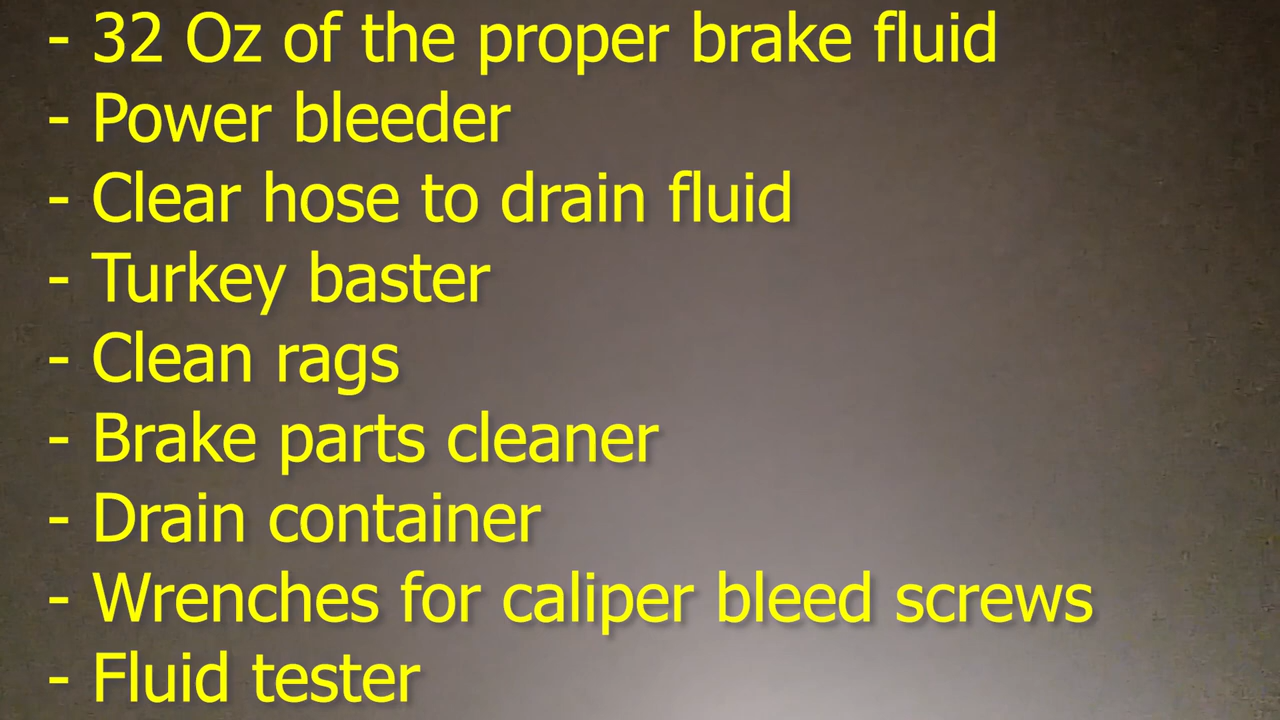 - 32 Oz of the proper brake fluid
- Power bleeder
- Clear hose to drain fluid
- Turkey baster
- Clean rags
- Brake parts cleaner
- Drain container
- Wrenches for caliper bleed screws
- Fluid tester